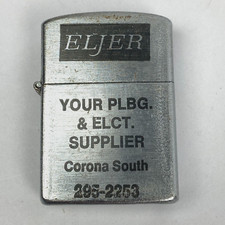 ELJER
YOUR PLBG.
& ELCT.
SUPPLIER
Corona South
295-2253